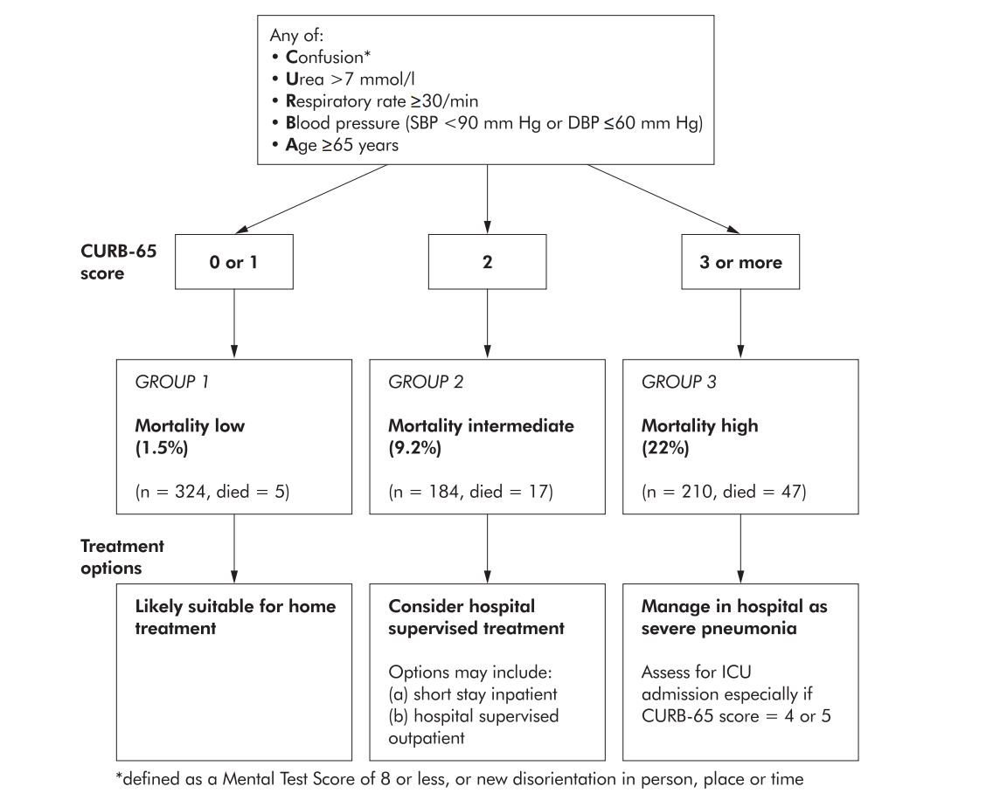 Any of:
• Confusion*
• Urea >7 mmol/l
• Respiratory rate ≥30/min
• Blood pressure (SBP <90 mm Hg or DBP ≤60 mm Hg)
• Age ≥65 years
CURB-65
score
0 or 1
2
3 or more
GROUP 1
Mortality low
(1.5%)
(n = 324, died = 5)
GROUP 2
Mortality intermediate
(9.2%)
(n = 184, died = 17)
GROUP 3
Mortality high
(22%)
(n = 210, died = 47)
Treatment
options
Likely suitable for home
treatment
Consider hospital
supervised treatment
Options may include:
(a) short stay inpatient
(b) hospital supervised
outpatient
Manage in hospital as
severe pneumonia
Assess for ICU
admission especially if
CURB-65 score = 4 or 5
*defined as a Mental Test Score of 8 or less, or new disorientation in person, place or time